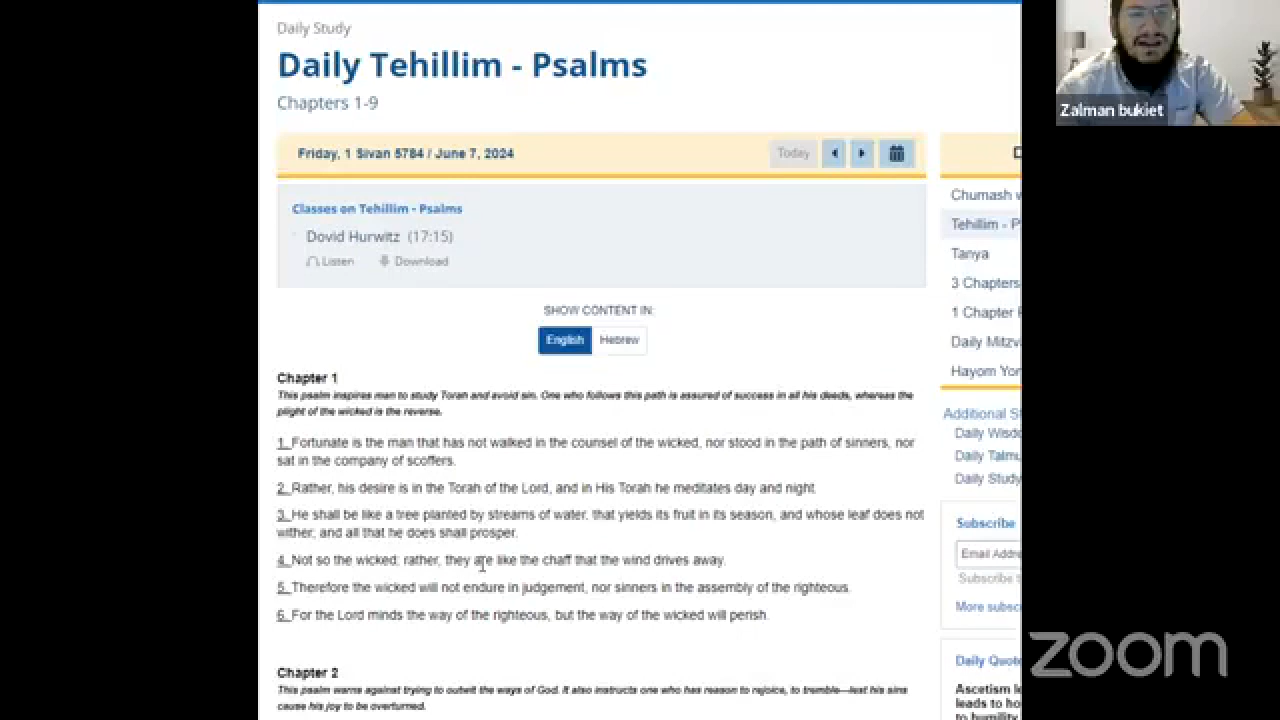 Daily Study
Daily Tehillim - Psalms
Chapters 1-9
Friday, 1 Sivan 5784 / June 7, 2024
Today
Classes on Tehillim - Psalms
Dovid Hurwitz (17:15)
Listen Download
SHOW CONTENT IN:
English Hebrew
Chapter 1
This psalm inspires man to study Torah and avoid sin. One who follows this path is assured of success in all his deeds, whereas the
plight of the wicked is the reverse.
1. Fortunate is the man that has not walked in the counsel of the wicked, nor stood in the path of sinners, nor
sat in the company of scoffers.
2. Rather, his desire is in the Torah of the Lord, and in His Torah he meditates day and night.
3. He shall be like a tree planted by streams of water, that yields its fruit in its season, and whose leaf does not
wither; and all that he does shall prosper.
4. Not so the wicked; rather, they are like the chaff that the wind drives away.
5. Therefore the wicked will not endure in judgement, nor sinners in the assembly of the righteous.
6. For the Lord minds the way of the righteous, but the way of the wicked will perish.
Chapter 2
This psalm warns against trying to outwit the ways of God. It also instructs one who has reason to rejoice, to tremble—lest his sins
cause his joy to be overturned.
Chumash
Tehillim - P
Tanya
3 Chapters
1 Chapter
Daily Mitzv
Hayom Yo
Additional S
Daily Wisd
Daily Talmu
Daily Study
Subscribe
Email Addre
Subscribe
More subsc
Daily Quot
Ascetism l
leads to ho
to humility
Zalman bukiet
zoom